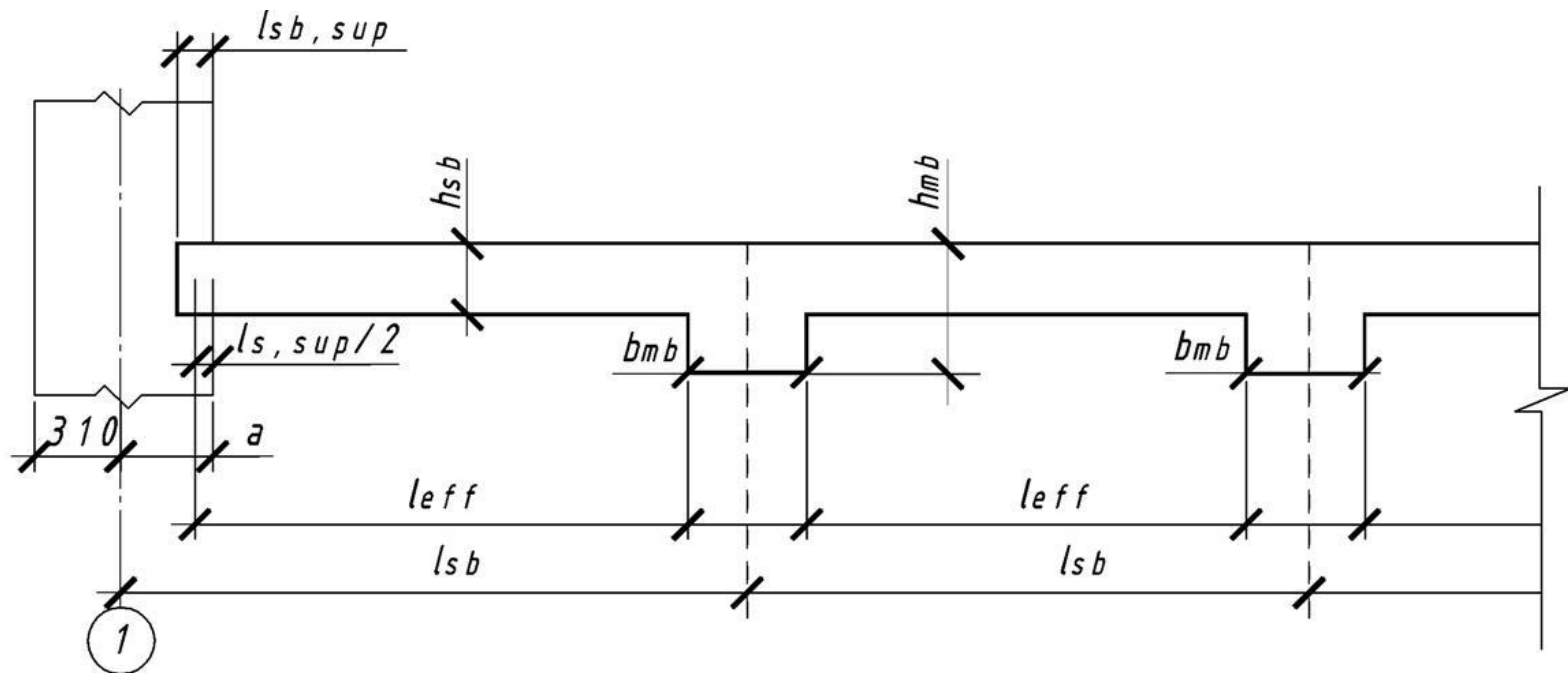 lsb, sup
hsb
hmb
ls, sup/2
bmb
bmb
310
a
leff
leff
lsb
lsb
1